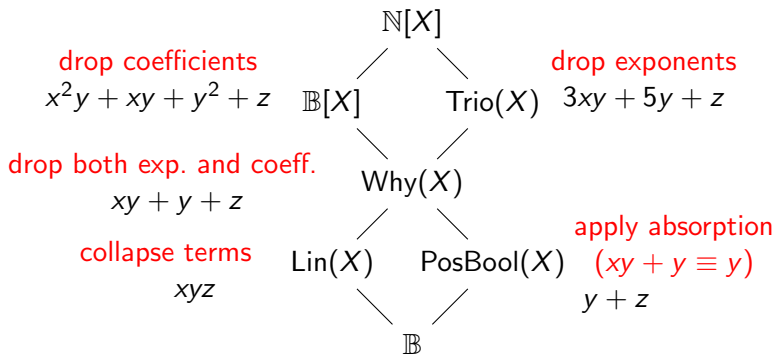 ℕ[X]
drop coefficients
x²y + xy + y² + z
𝔹[X]
Trio(X)
drop exponents
3xy + 5y + z
drop both exp. and coeff.
xy + y + z
Why(X)
collapse terms
xyz
Lin(X)
PosBool(X)
apply absorption
(xy + y ≡ y)
y + z
𝔹